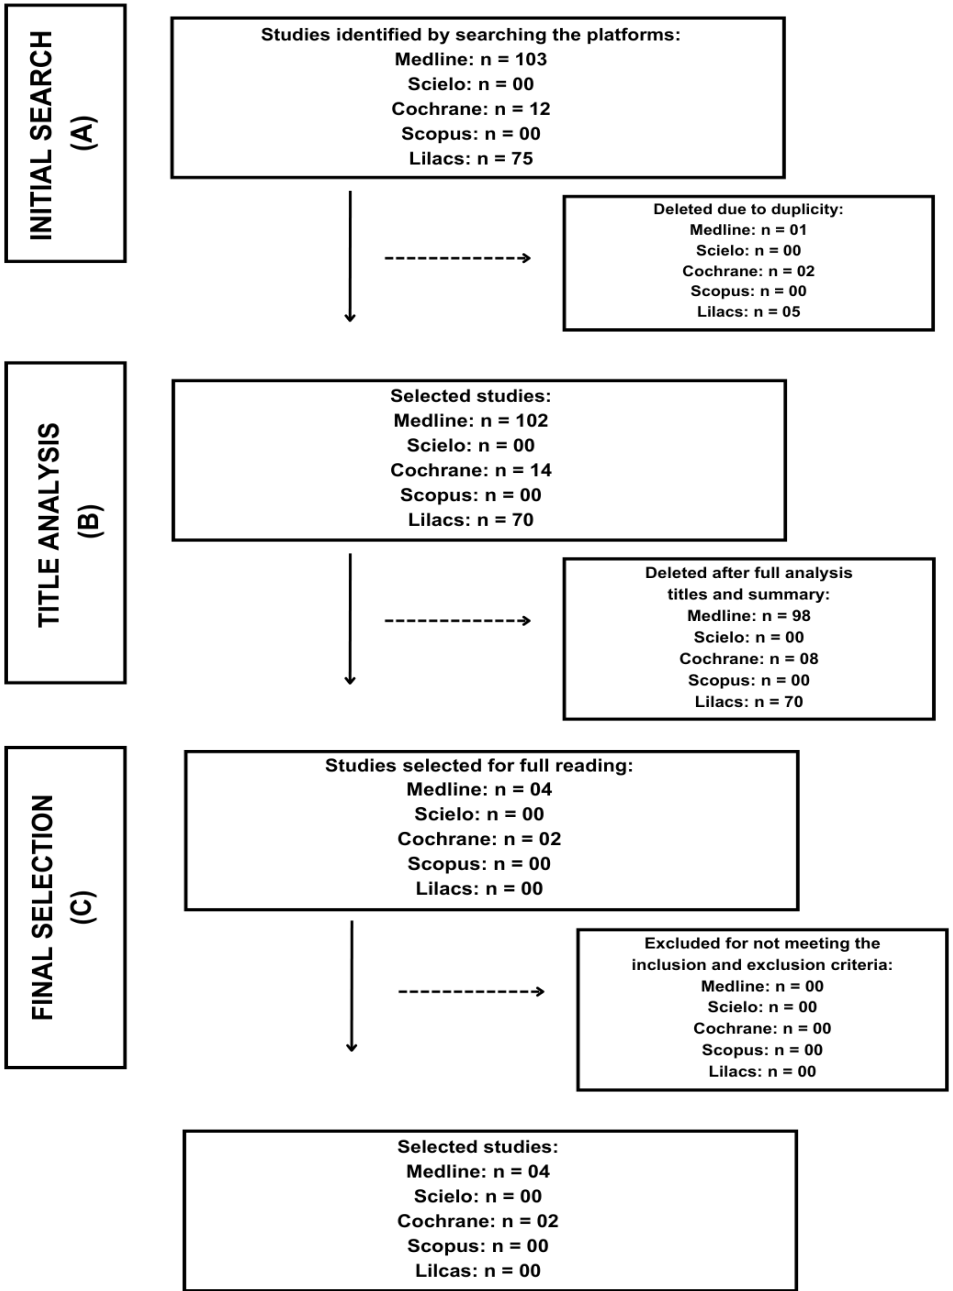 INITIAL SEARCH
(A)
Studies identified by searching the platforms:
Medline: n = 103
Scielo: n = 00
Cochrane: n = 12
Scopus: n = 00
Lilacs: n = 75
Deleted due to duplicity:
Medline: n = 01
Scielo: n = 00
Cochrane: n = 02
Scopus: n = 00
Lilacs: n = 05
TITLE ANALYSIS
(B)
Selected studies:
Medline: n = 102
Scielo: n = 00
Cochrane: n = 14
Scopus: n = 00
Lilacs: n = 70
Deleted after full analysis
titles and summary:
Medline: n = 98
Scielo: n = 00
Cochrane: n = 08
Scopus: n = 00
Lilacs: n = 70
FINAL SELECTION
(C)
Studies selected for full reading:
Medline: n = 04
Scielo: n = 00
Cochrane: n = 02
Scopus: n = 00
Lilacs: n = 00
Excluded for not meeting the
inclusion and exclusion criteria:
Medline: n = 00
Scielo: n = 00
Cochrane: n = 00
Scopus: n = 00
Lilacs: n = 00
Selected studies:
Medline: n = 04
Scielo: n = 00
Cochrane: n = 02
Scopus: n = 00
Lilcas: n = 00